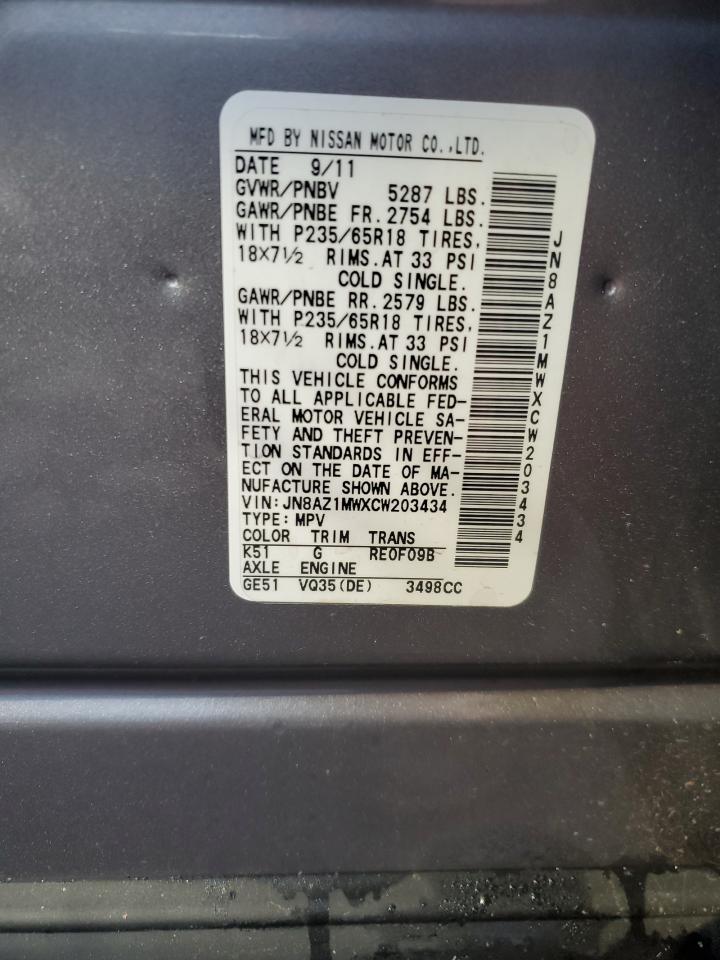 MFD BY NISSAN MOTOR CO.,LTD.
DATE 9/11
GVWR/PNBV 5287 LBS.
GAWR/PNBE FR. 2754 LBS.
WITH P235/65R18 TIRES,
18×7½ RIMS.AT 33 PSI
COLD SINGLE.
GAWR/PNBE RR. 2579 LBS.
WITH P235/65R18 TIRES,
18×7½ RIMS.AT 33 PSI
COLD SINGLE.
THIS VEHICLE CONFORMS
TO ALL APPLICABLE FED-
ERAL MOTOR VEHICLE SA-
FETY AND THEFT PREVEN-
TION STANDARDS IN EFF-
ECT ON THE DATE OF MA-
NUFACTURE SHOWN ABOVE.
VIN: JN8AZ1MWXCW203434
TYPE: MPV
COLOR TRIM TRANS
K51 G RE0F09B
AXLE ENGINE
GE51 VQ35(DE) 3498CC
JN8AZ1MWXCW203434